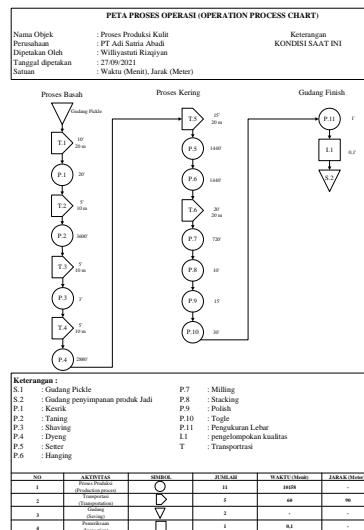 PETA PROSES OPERASI (OPERATION PROCESS CHART)
Nama Objek : Proses Produksi Kulit
Perusahaan : PT Adi Satria Abadi
Dipetakan Oleh : Williyastuti Rizqiyan
Tanggal dipetakan : 27/09/2021
Satuan : Waktu (Menit), Jarak (Meter)
Keterangan
KONDISI SAAT INI
Proses Basah
Gudang Pickle
T.1 10' 20 m
P.1 20'
T.2 5' 10 m
P.2 3600'
T.3 5' 10 m
P.3 3'
T.4 5' 10 m
P.4 2880'
Proses Kering
T.5 15' 20 m
P.5 1440'
P.6 1440'
T.6 20' 20 m
P.7 720'
P.8 10'
P.9 15'
P.10 30'
Gudang Finish
P.11 1'
I.1 0,1'
S.2
Keterangan :
S.1 : Gudang Pickle
S.2 : Gudang penyimpanan produk Jadi
P.1 : Kesrik
P.2 : Taning
P.3 : Shaving
P.4 : Dyeng
P.5 : Setter
P.6 : Hanging
P.7 : Milling
P.8 : Stacking
P.9 : Polish
P.10 : Togle
P.11 : Pengukuran Lebar
I.1 : pengelompokan kualitas
T : Transportrasi
NO AKTIVITAS SIMBOL JUMLAH WAKTU (Menit) JARAK (Meter)
1 Proses Produksi (Production process) 11 10159 -
2 Transportasi (Transportation) 5 60 90
3 Gudang (Saving) 2 - -
4 Pemeriksaan 1 0,1 -